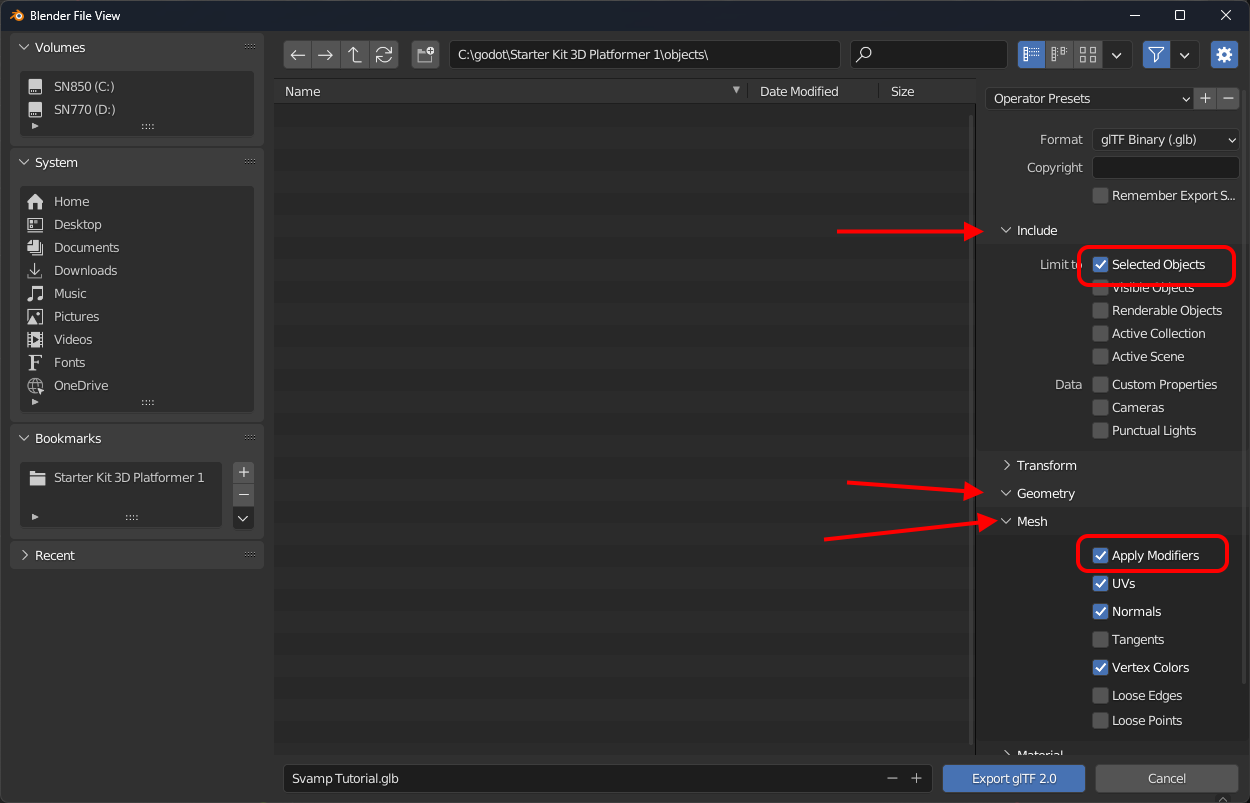 Blender File View
Volumes
SN850 (C:)
SN770 (D:)
System
Home
Desktop
Documents
Downloads
Music
Pictures
Videos
Fonts
OneDrive
Bookmarks
Starter Kit 3D Platformer 1
Recent
C:\godot\Starter Kit 3D Platformer 1\objects\
Name Date Modified Size
Operator Presets
Format glTF Binary (.glb)
Copyright
Remember Export S...
Include
Limit to Selected Objects
Visible Objects
Renderable Objects
Active Collection
Active Scene
Data Custom Properties
Cameras
Punctual Lights
Transform
Geometry
Mesh
Apply Modifiers
UVs
Normals
Tangents
Vertex Colors
Loose Edges
Loose Points
Material
Svamp Tutorial.glb
Export glTF 2.0 Cancel